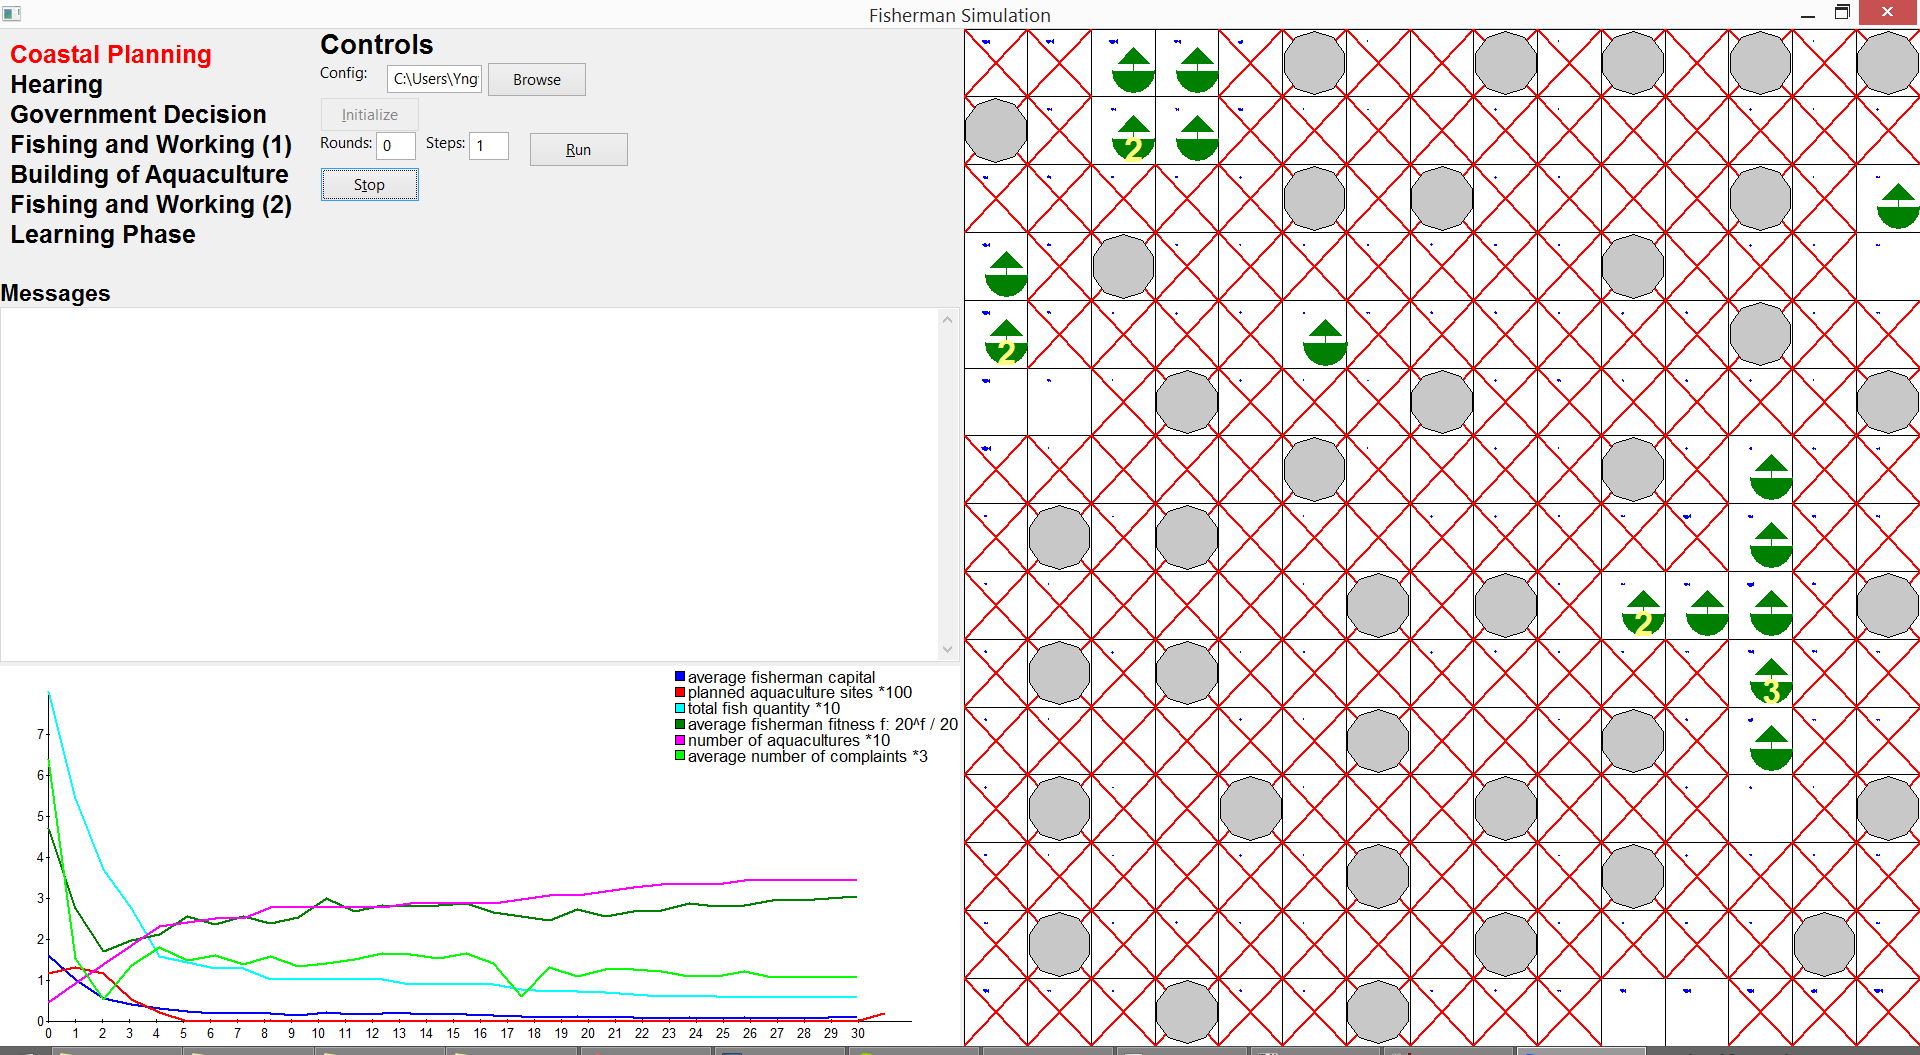 Fisherman Simulation
Coastal Planning
Hearing
Government Decision
Fishing and Working (1)
Building of Aquaculture
Fishing and Working (2)
Learning Phase
Controls
Config: C:\Users\Yng Browse
Initialize
Rounds: 0 Steps: 1 Run
Stop
Messages
average fisherman capital
planned aquaculture sites *100
total fish quantity *10
average fisherman fitness f: 20^f / 20
number of aquacultures *10
average number of complaints *3
7
6
5
4
3
2
1
0
0 1 2 3 4 5 6 7 8 9 10 11 12 13 14 15 16 17 18 19 20 21 22 23 24 25 26 27 28 29 30
2
2
2
3